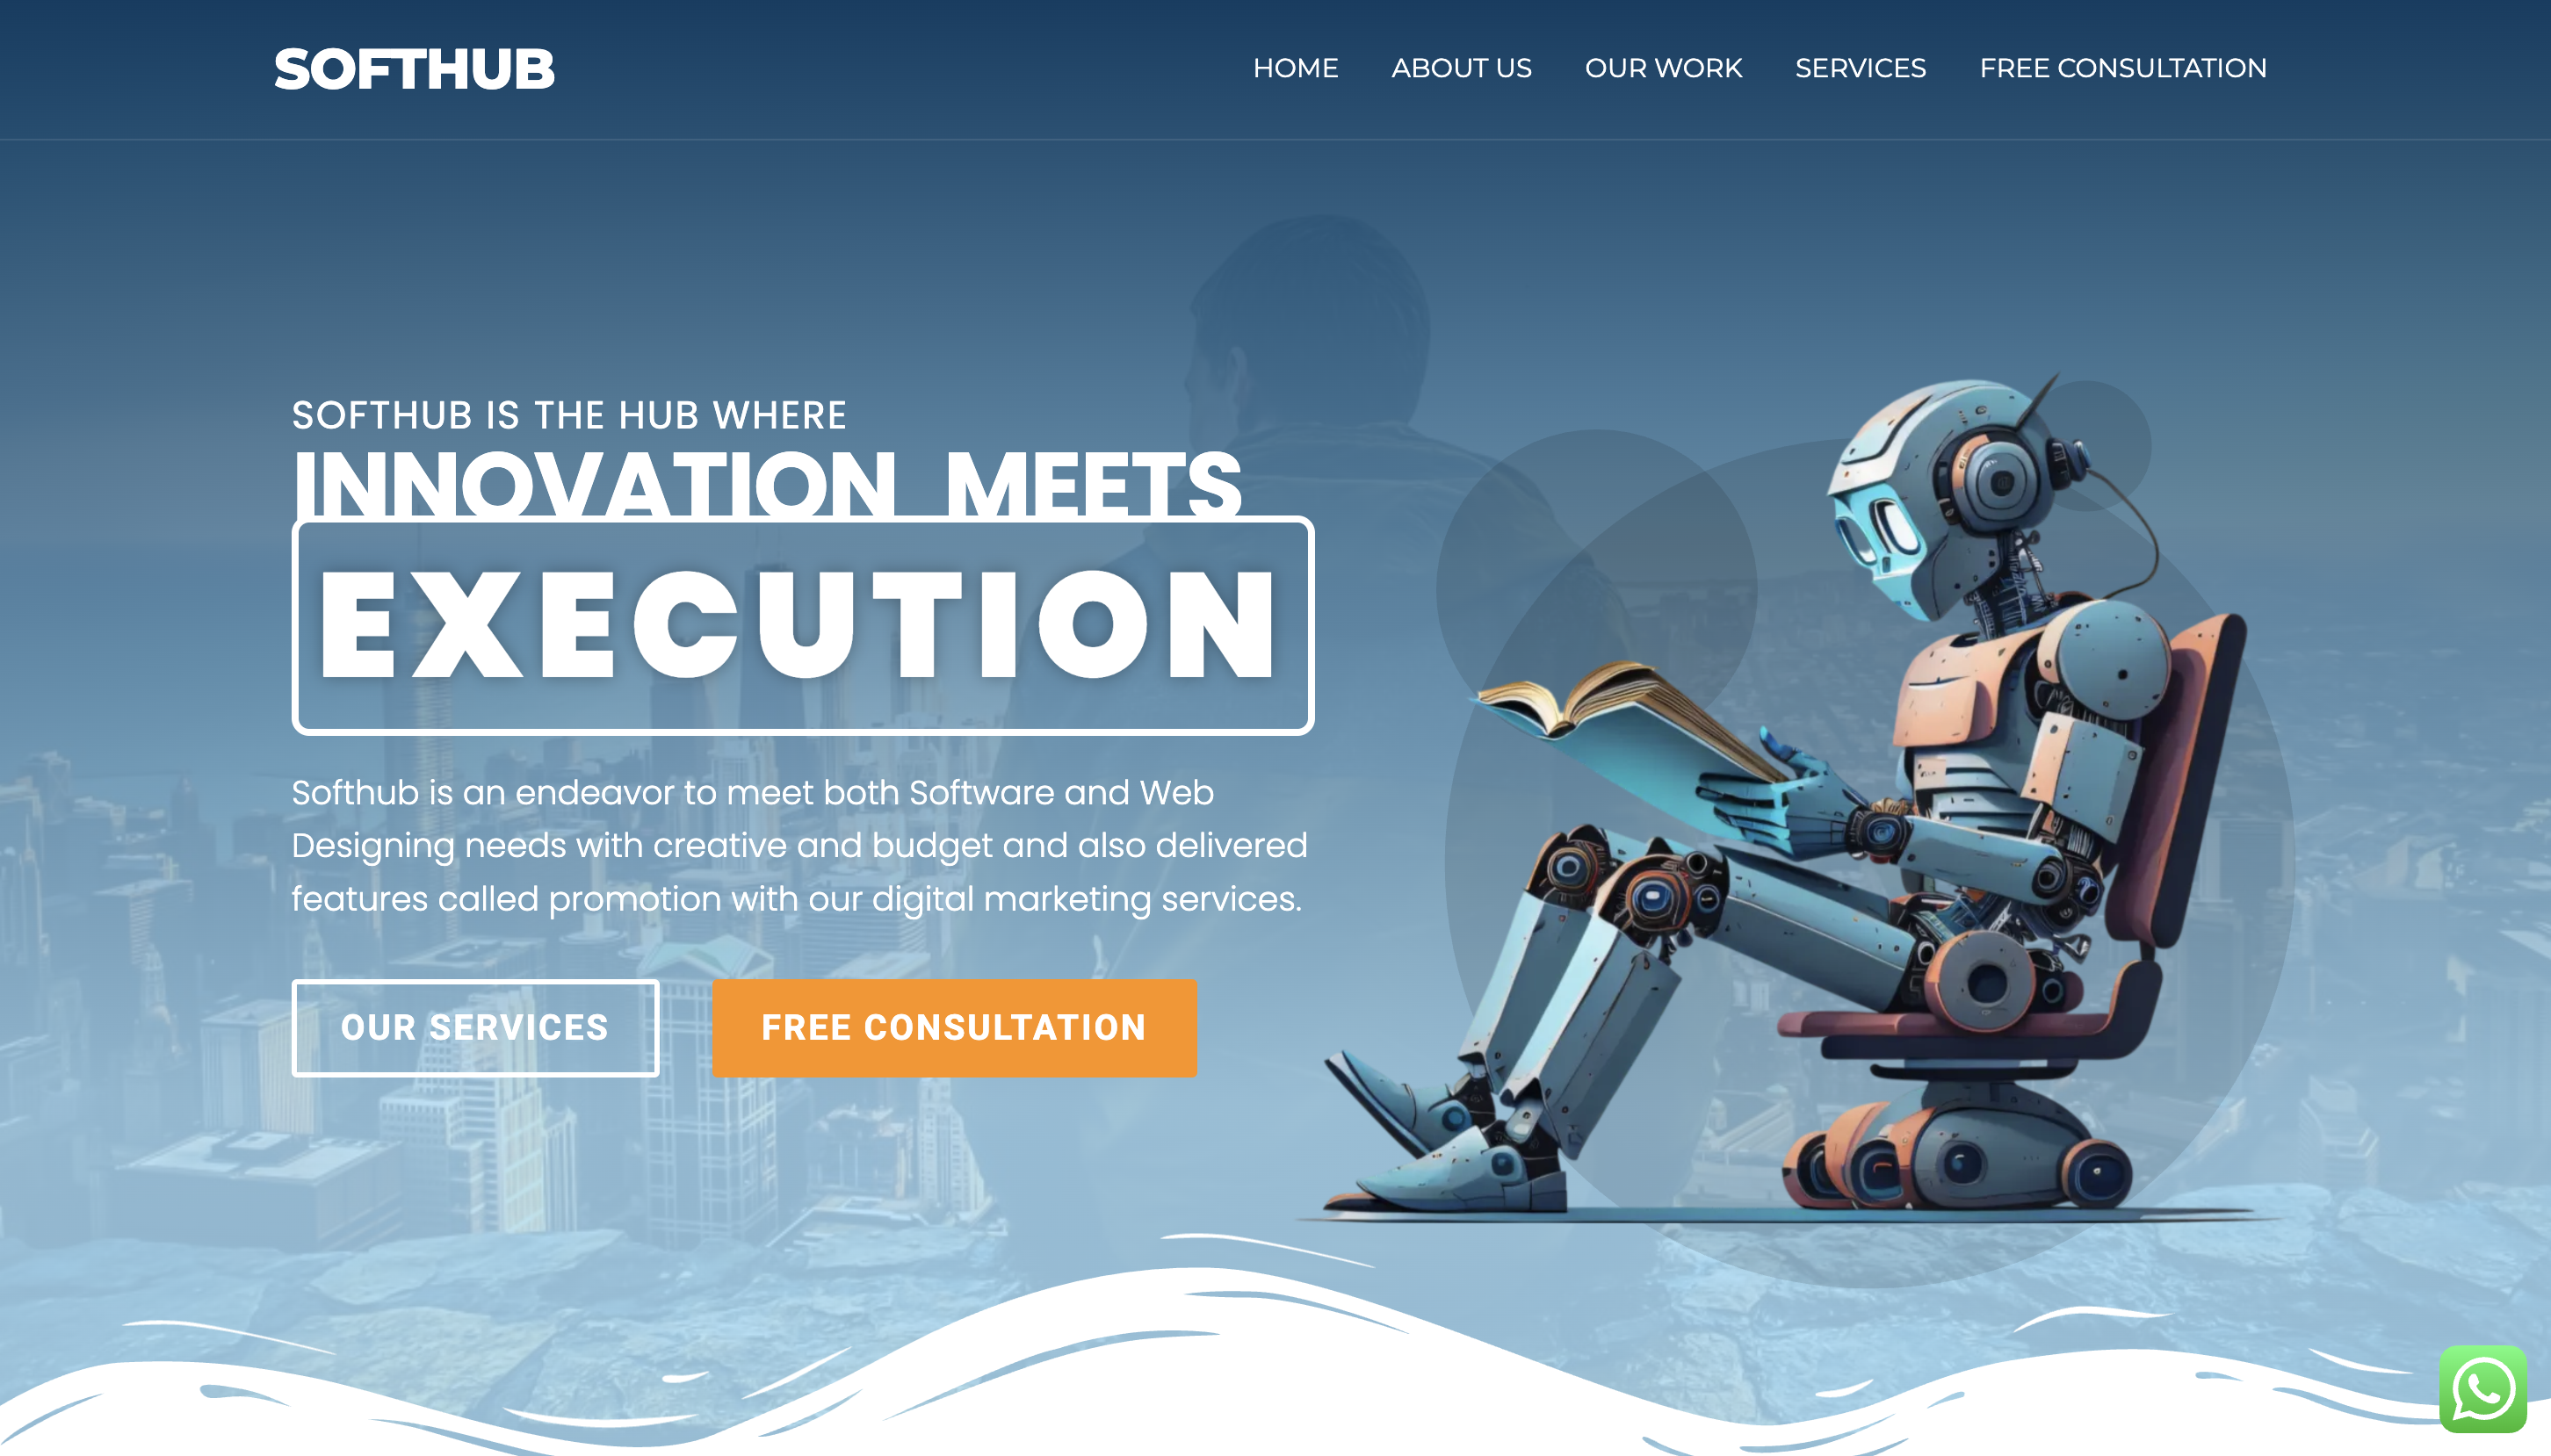 SOFTHUB
HOME ABOUT US OUR WORK SERVICES FREE CONSULTATION
SOFTHUB IS THE HUB WHERE
INNOVATION MEETS
EXECUTION
Softhub is an endeavor to meet both Software and Web
Designing needs with creative and budget and also delivered
features called promotion with our digital marketing services.
OUR SERVICES FREE CONSULTATION